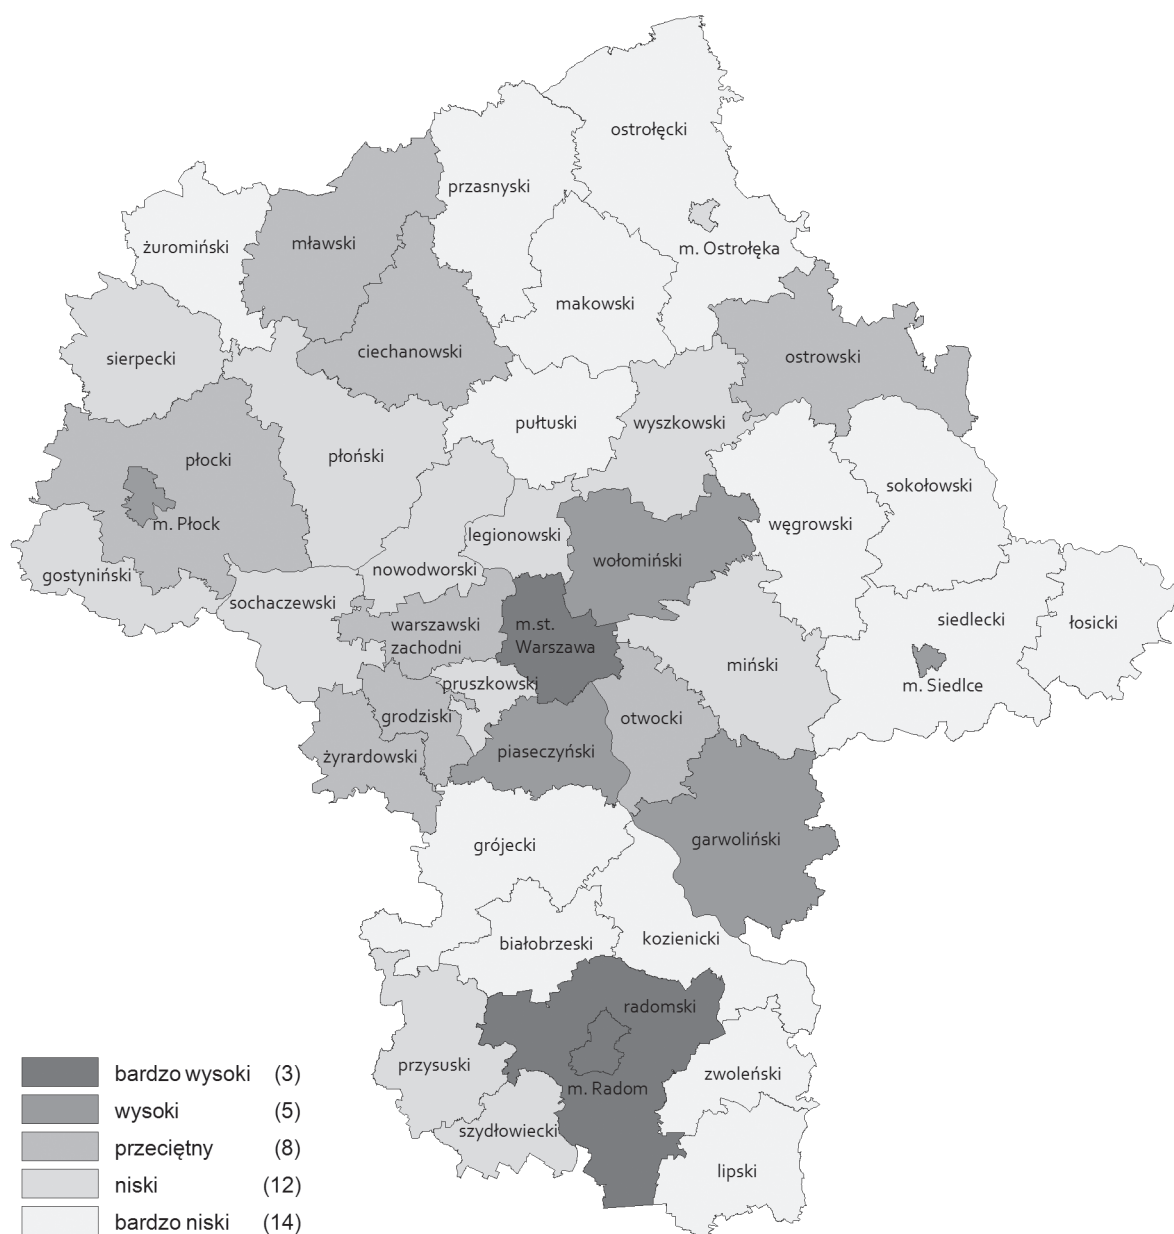 ostrołęcki
przasnyski
żuromiński
mławski
m. Ostrołęka
makowski
sierpecki
ciechanowski
ostrowski
płocki
płoński
pułtuski
wyszkowski
sokołowski
m. Płock
legionowski
węgrowski
gostyniński
nowodworski
wołomiński
sochaczewski
warszawski
zachodni
m.st.
Warszawa
siedlecki
łosicki
pruszkowski
miński
m. Siedlce
grodziski
otwocki
żyrardowski
piaseczyński
grójecki
garwoliński
białobrzeski
kozienicki
radomski
przysuski
m. Radom
zwoleński
szydłowiecki
lipski
bardzo wysoki (3)
wysoki (5)
przeciętny (8)
niski (12)
bardzo niski (14)